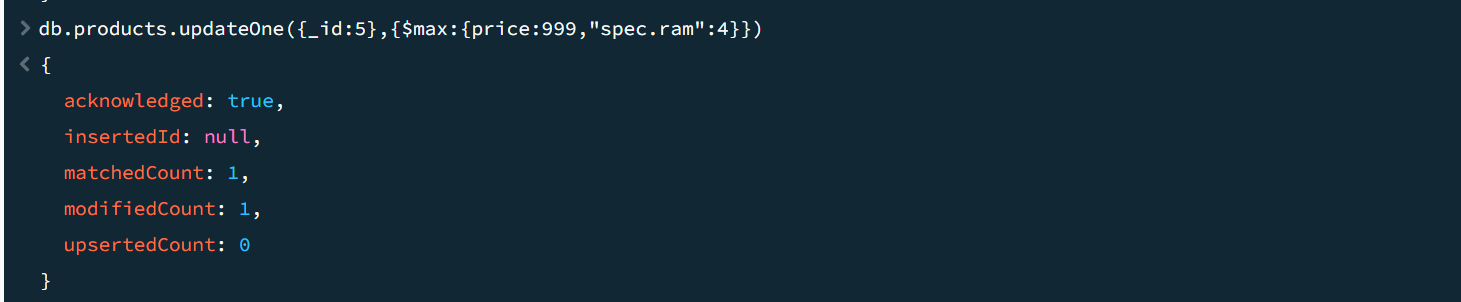 > db.products.updateOne({_id:5},{$max:{price:999,"spec.ram":4}})
< {
acknowledged: true,
insertedId: null,
matchedCount: 1,
modifiedCount: 1,
upsertedCount: 0
}